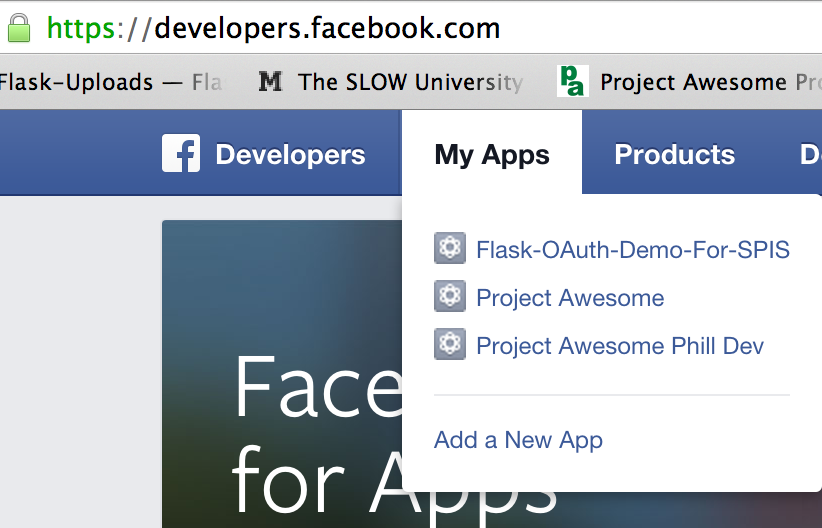 https://developers.facebook.com
Flask-Uploads — Fla
M The SLOW University
pa Project Awesome Pr
f Developers
My Apps
Products
D
Flask-OAuth-Demo-For-SPIS
Project Awesome
Project Awesome Phill Dev
Add a New App
Face
for Apps